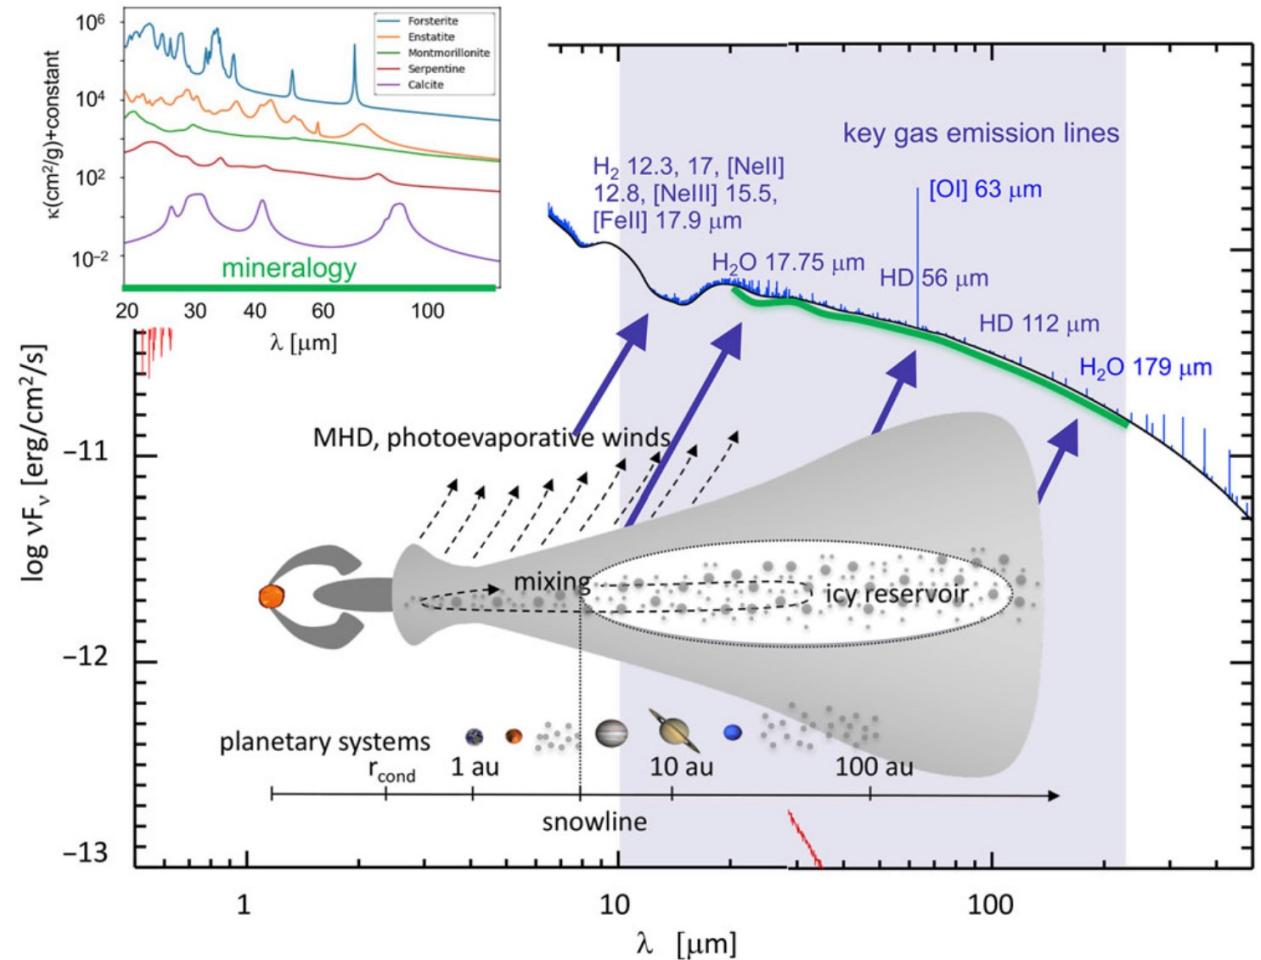 10⁶
10⁴
10²
10⁻²
κ(cm²/g)+constant
Forsterite
Enstatite
Montmorillonite
Serpentine
Calcite
mineralogy
20 30 40 60 100
λ [μm]
key gas emission lines
H₂ 12.3, 17, [NeII]
12.8, [NeIII] 15.5,
[FeII] 17.9 μm
[OI] 63 μm
H₂O 17.75 μm
HD 56 μm
HD 112 μm
H₂O 179 μm
log νFᵥ [erg/cm²/s]
−11
−12
−13
MHD, photoevaporative winds
mixing
icy reservoir
planetary systems
r_cond 1 au 10 au 100 au
snowline
1 10 100
λ [μm]